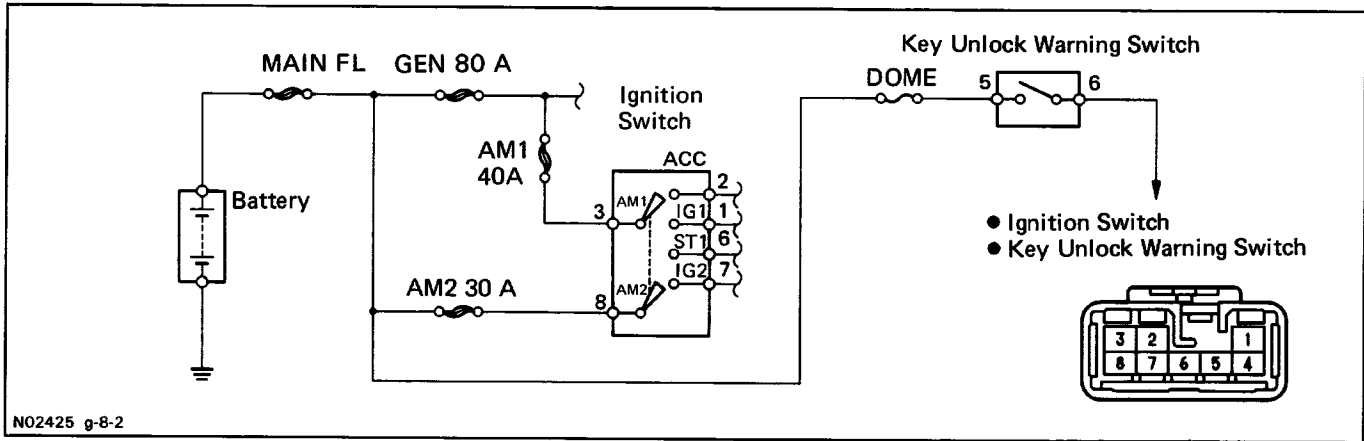 Key Unlock Warning Switch
MAIN FL GEN 80 A
DOME
5 6
Ignition
Switch
AM1
40A
ACC
2
AM1
3
IG1 1
Battery
ST1 6
IG2 7
AM2 30 A
AM2
8
● Ignition Switch
● Key Unlock Warning Switch
3 2 1
8 7 6 5 4
N02425 g-8-2